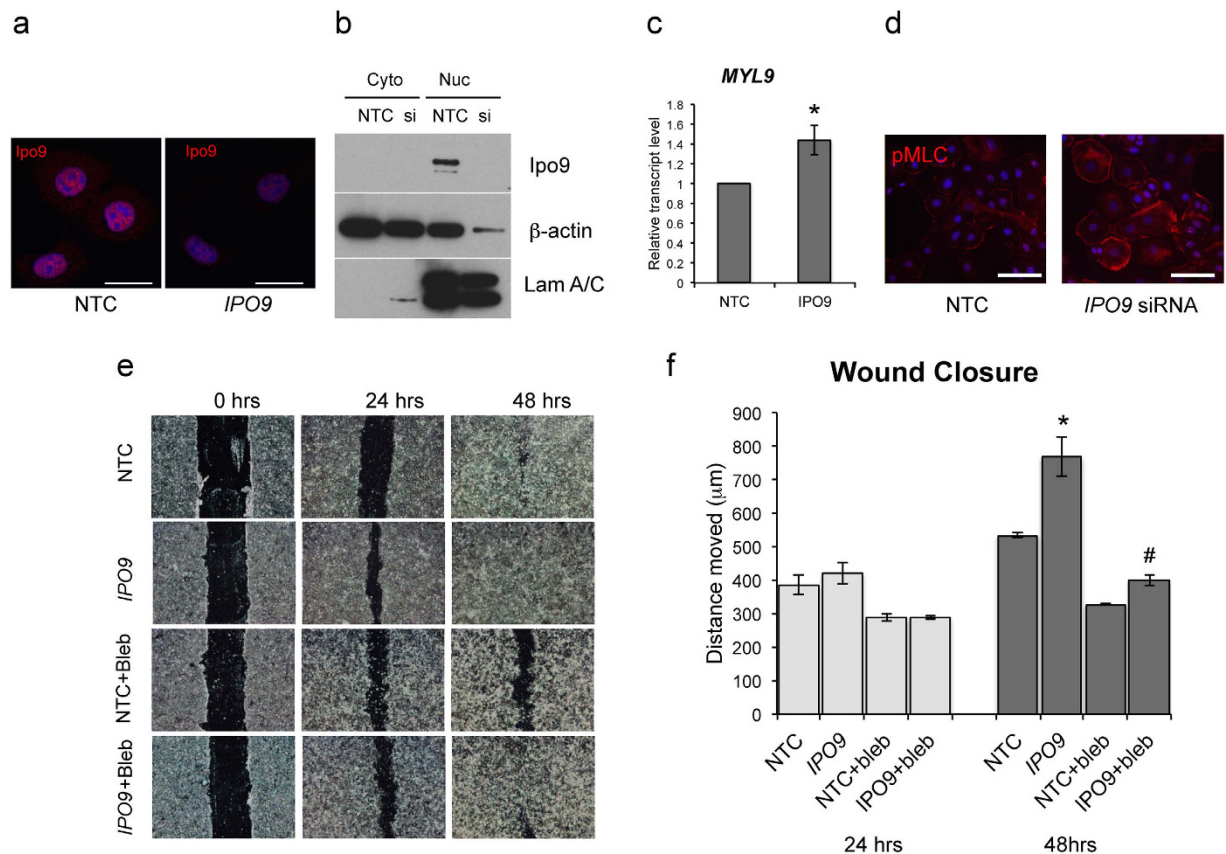 a
Ipo9
Ipo9
NTC
IPO9
b
Cyto
Nuc
NTC si
NTC si
Ipo9
β-actin
Lam A/C
c
MYL9
Relative transcript level
1.8
1.6
1.4
1.2
1
0.8
0.6
0.4
0.2
0
*
NTC
IPO9
d
pMLC
NTC
IPO9 siRNA
e
0 hrs
24 hrs
48 hrs
NTC
IPO9
NTC+Bleb
IPO9+Bleb
f
Wound Closure
Distance moved (μm)
900
800
700
600
500
400
300
200
100
0
*
#
NTC
IPO9
NTC+bleb
IPO9+bleb
NTC
IPO9
NTC+bleb
IPO9+bleb
24 hrs
48hrs